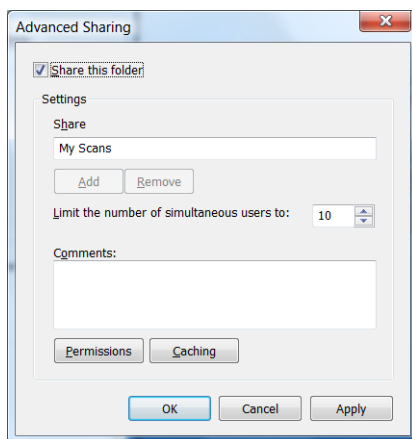 Advanced Sharing
Share this folder
Settings
Share
My Scans
Add Remove
Limit the number of simultaneous users to: 10
Comments:
Permissions Caching
OK Cancel Apply